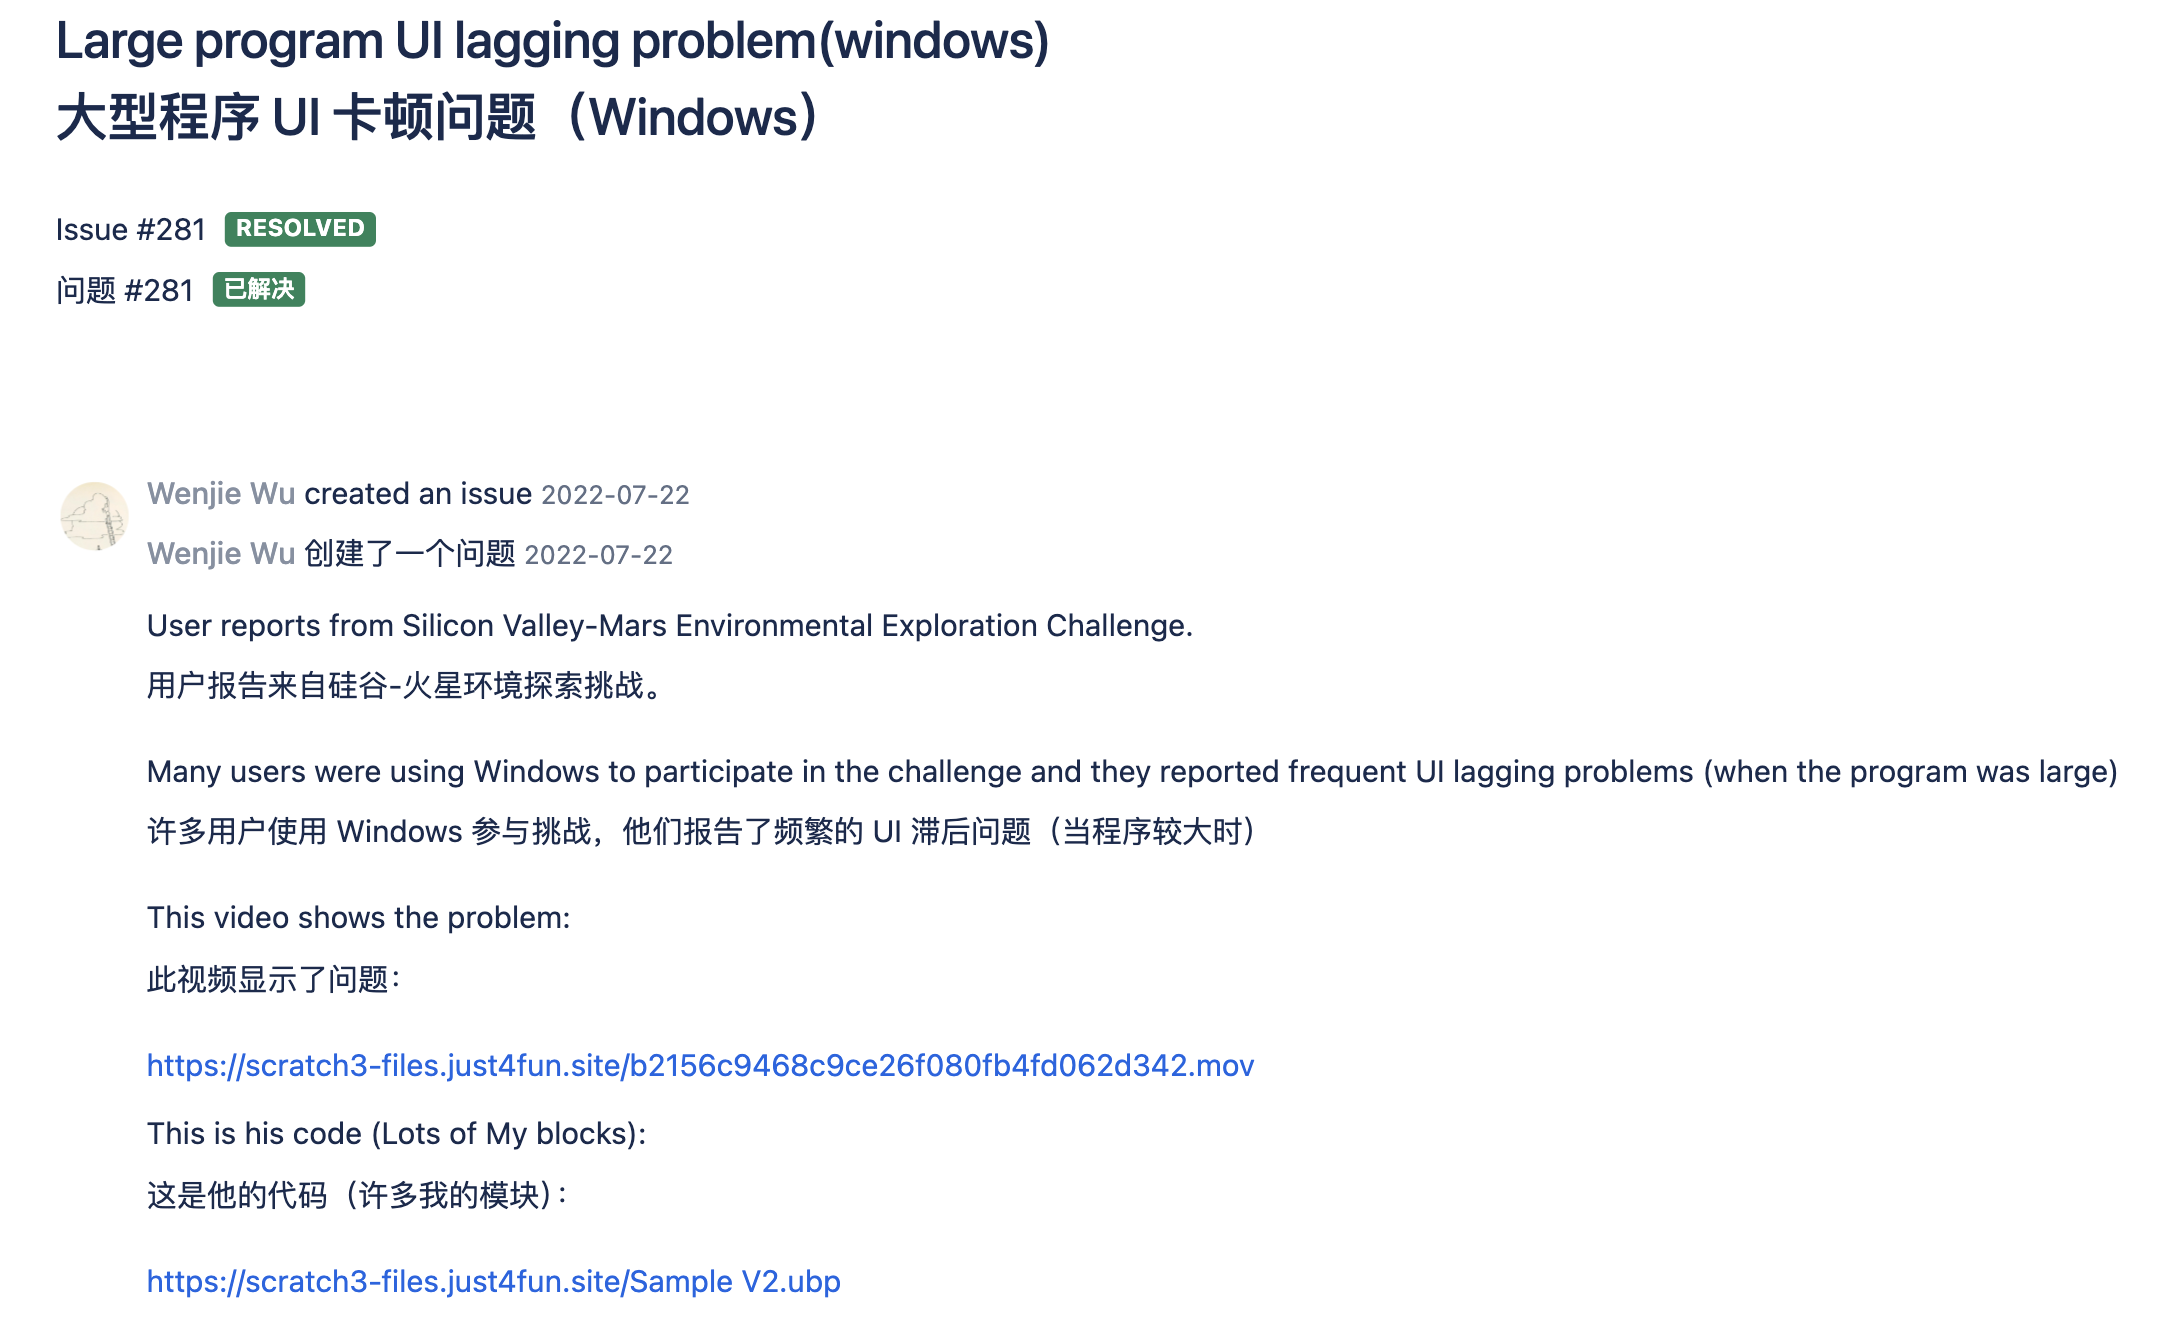 Large program UI lagging problem(windows)
大型程序 UI 卡顿问题（Windows）
Issue #281 RESOLVED
问题 #281 已解决
Wenjie Wu created an issue 2022-07-22
Wenjie Wu 创建了一个问题 2022-07-22
User reports from Silicon Valley-Mars Environmental Exploration Challenge.
用户报告来自硅谷-火星环境探索挑战。
Many users were using Windows to participate in the challenge and they reported frequent UI lagging problems (when the program was large)
许多用户使用 Windows 参与挑战，他们报告了频繁的 UI 滞后问题（当程序较大时）
This video shows the problem:
此视频显示了问题：
https://scratch3-files.just4fun.site/b2156c9468c9ce26f080fb4fd062d342.mov
This is his code (Lots of My blocks):
这是他的代码（许多我的模块）：
https://scratch3-files.just4fun.site/Sample V2.ubp